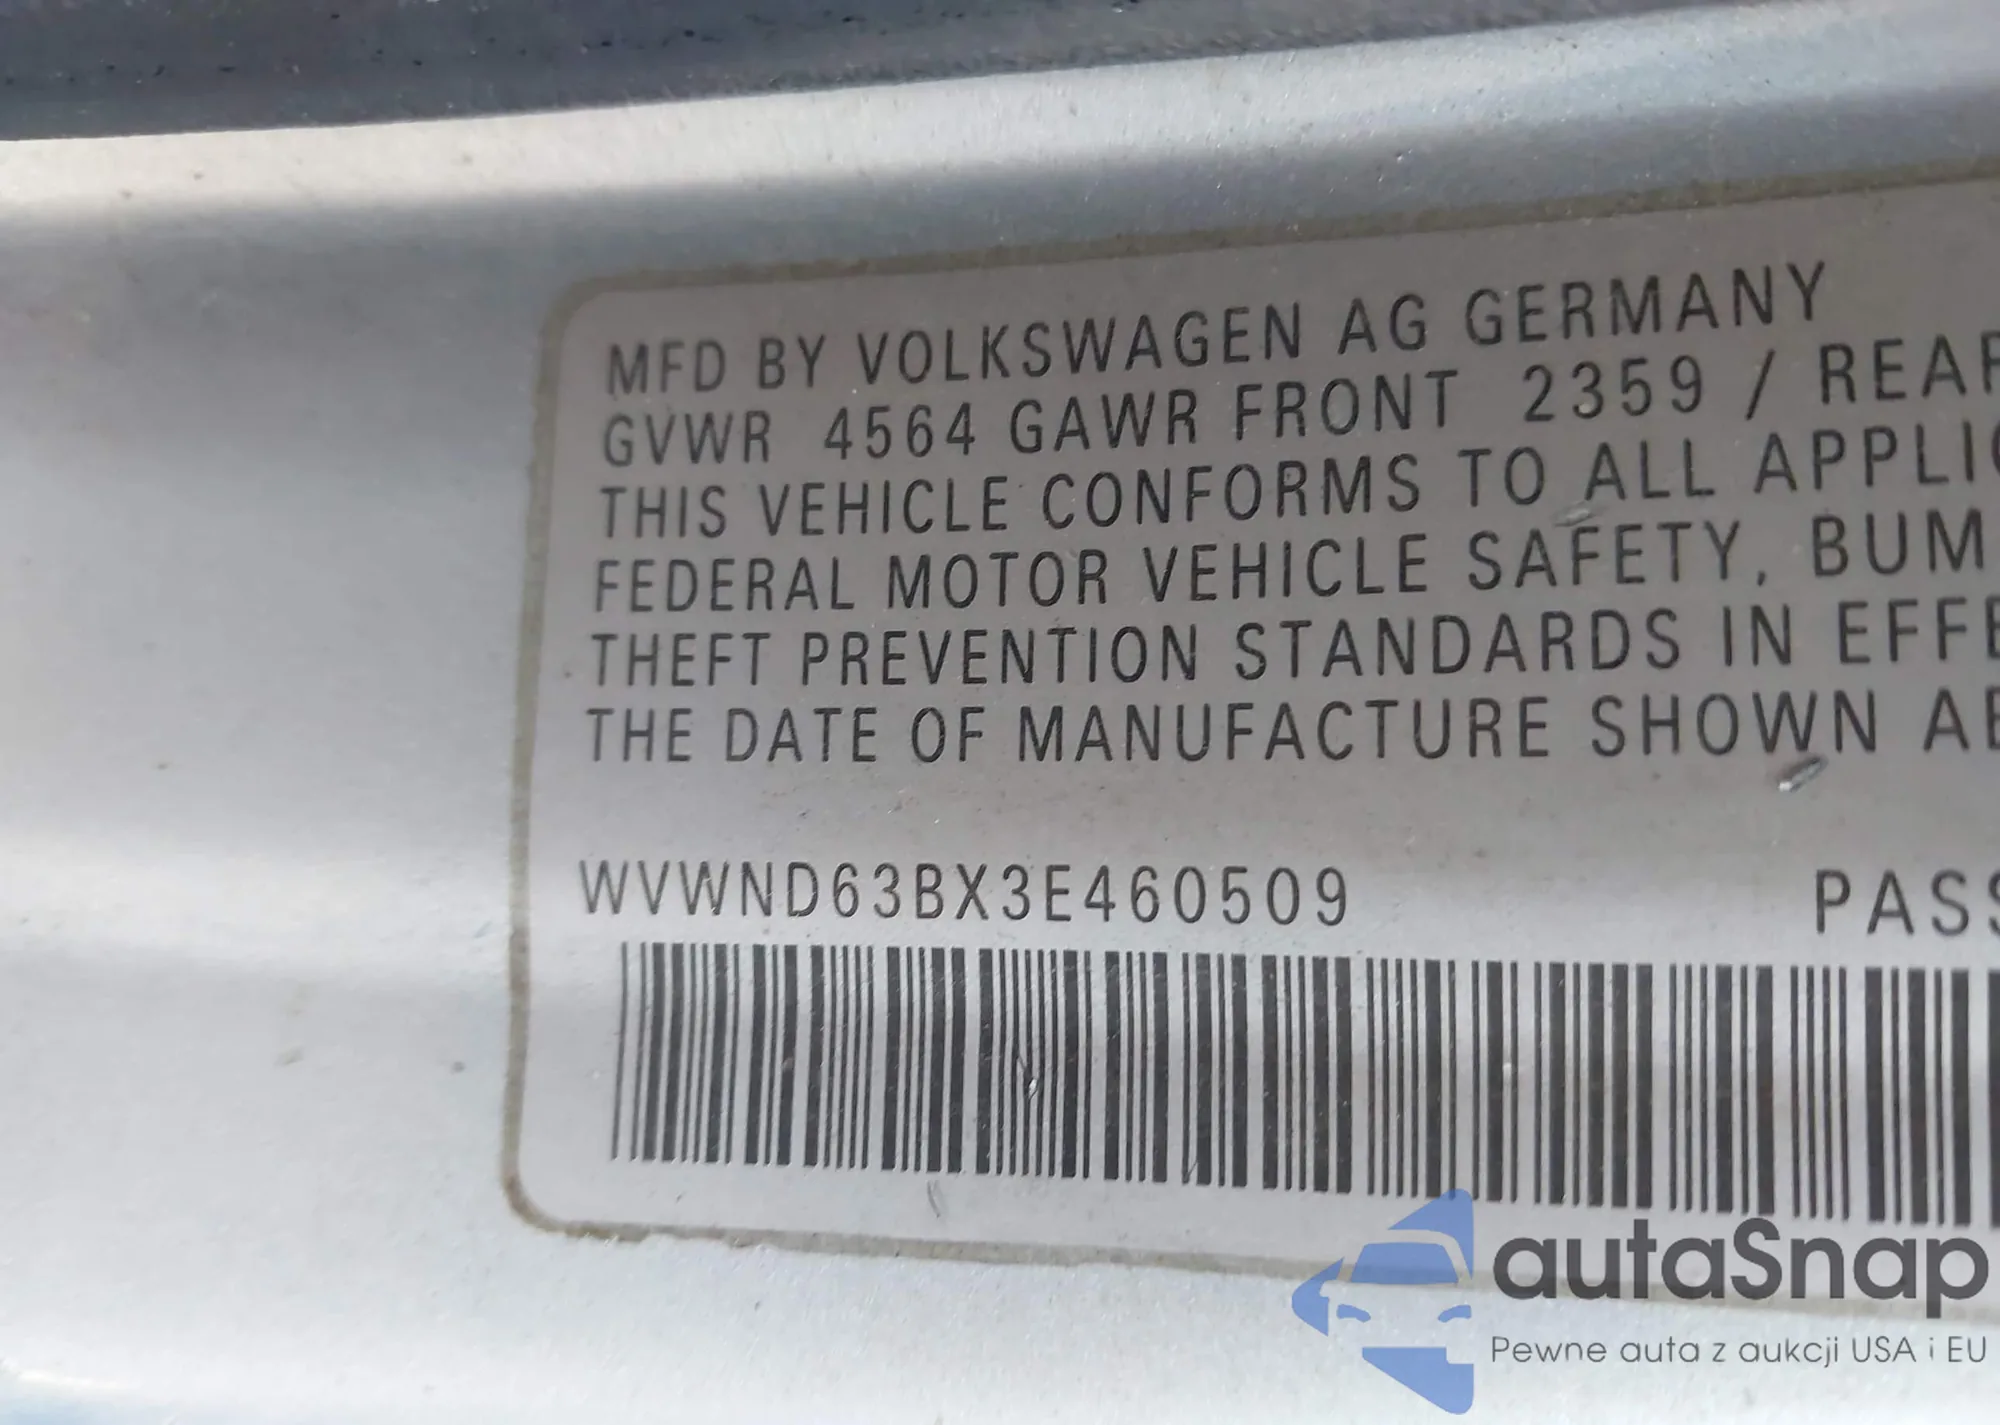 MFD BY VOLKSWAGEN AG GERMANY
GVWR 4564 GAWR FRONT 2359 / REAR
THIS VEHICLE CONFORMS TO ALL APPLIC
FEDERAL MOTOR VEHICLE SAFETY, BUM
THEFT PREVENTION STANDARDS IN EFFE
THE DATE OF MANUFACTURE SHOWN AB
WVWND63BX3E460509 PASS
autaSnap
Pewne auta z aukcji USA i EU